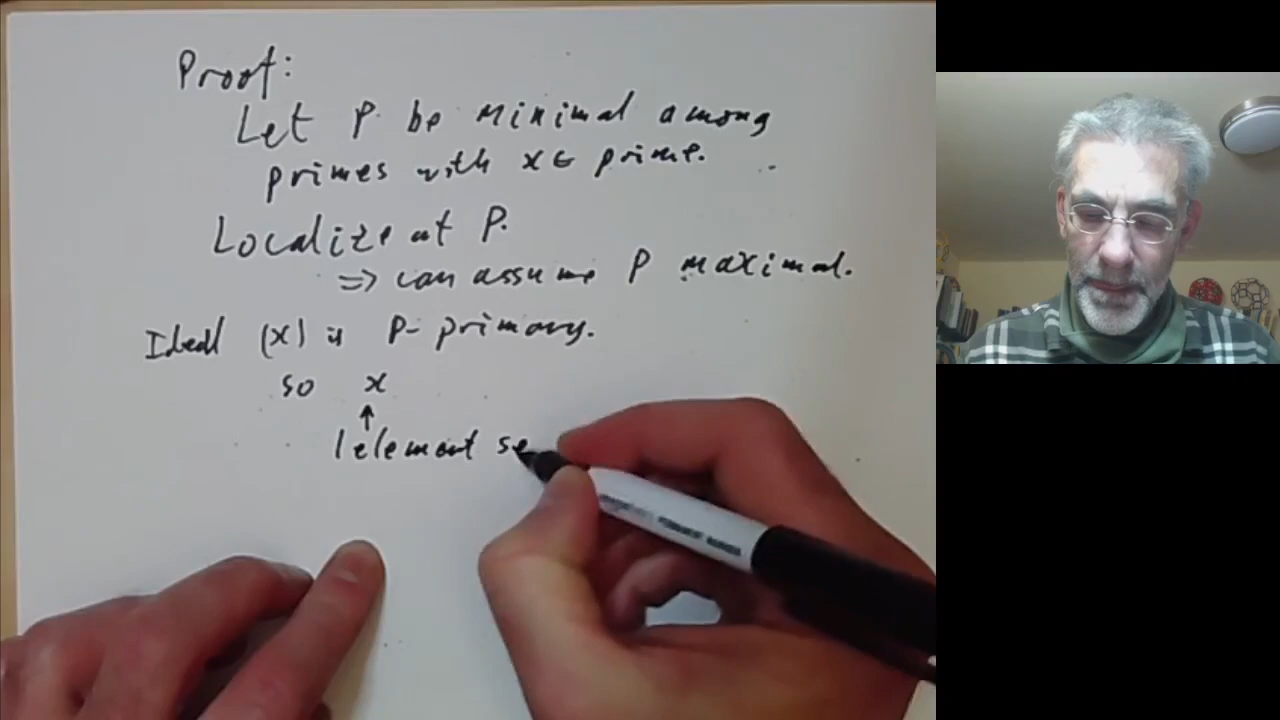 Proof:
Let P be minimal among
primes with x ∈ prime.
Localize at P.
⇒ can assume P maximal.
Ideal (x) is P-primary.
so x
↑
1 element se